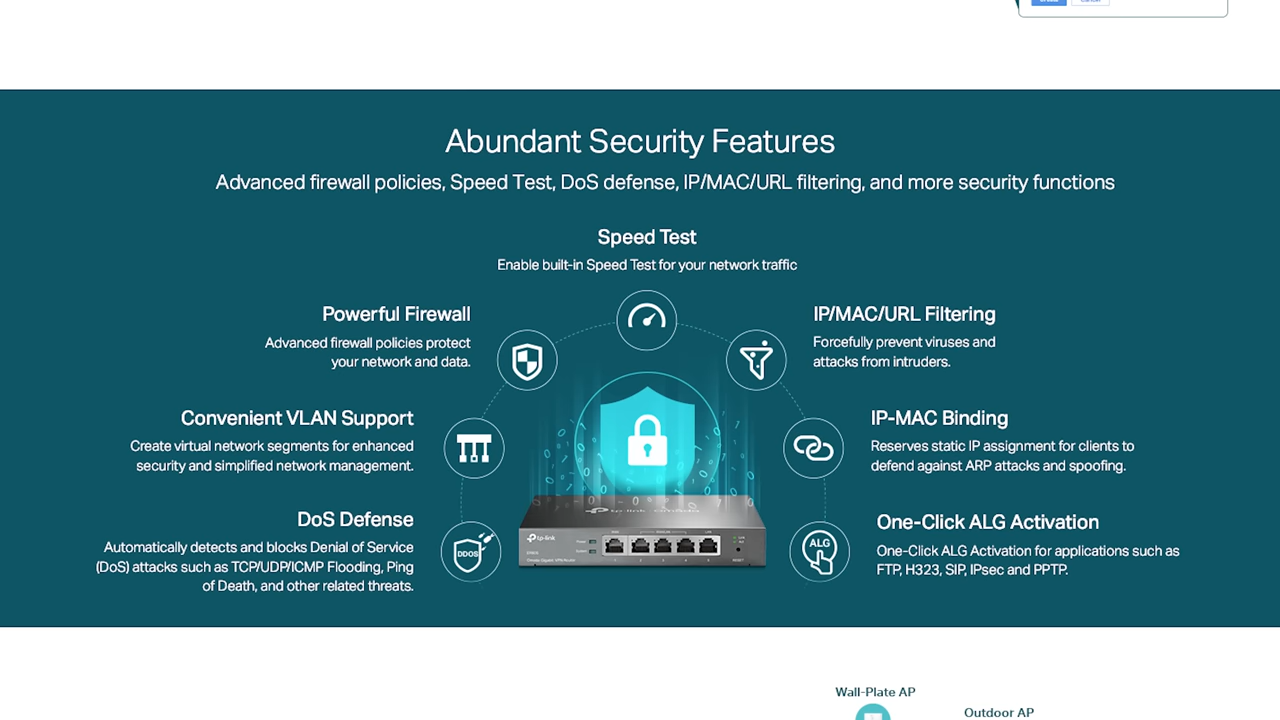 Abundant Security Features
Advanced firewall policies, Speed Test, DoS defense, IP/MAC/URL filtering, and more security functions
Speed Test
Enable built-in Speed Test for your network traffic
Powerful Firewall
Advanced firewall policies protect
your network and data.
IP/MAC/URL Filtering
Forcefully prevent viruses and
attacks from intruders.
Convenient VLAN Support
Create virtual network segments for enhanced
security and simplified network management.
IP-MAC Binding
Reserves static IP assignment for clients to
defend against ARP attacks and spoofing.
DoS Defense
Automatically detects and blocks Denial of Service
(DoS) attacks such as TCP/UDP/ICMP Flooding, Ping
of Death, and other related threats.
DDOS
tp-link
ALG
One-Click ALG Activation
One-Click ALG Activation for applications such as
FTP, H323, SIP, IPsec and PPTP.
Wall-Plate AP
Outdoor AP